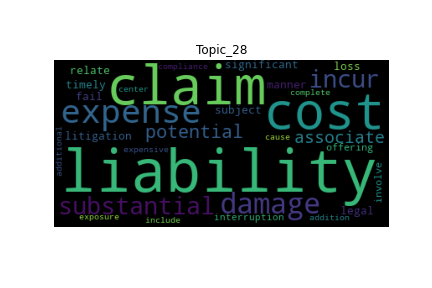 Topic_28
relate claim compliance significant loss
timely center manner incur
fail complete
expense subject cost
litigation potential cause associate
additional expensive offering
liability involve
substantial damage legal
exposure include interruption addition